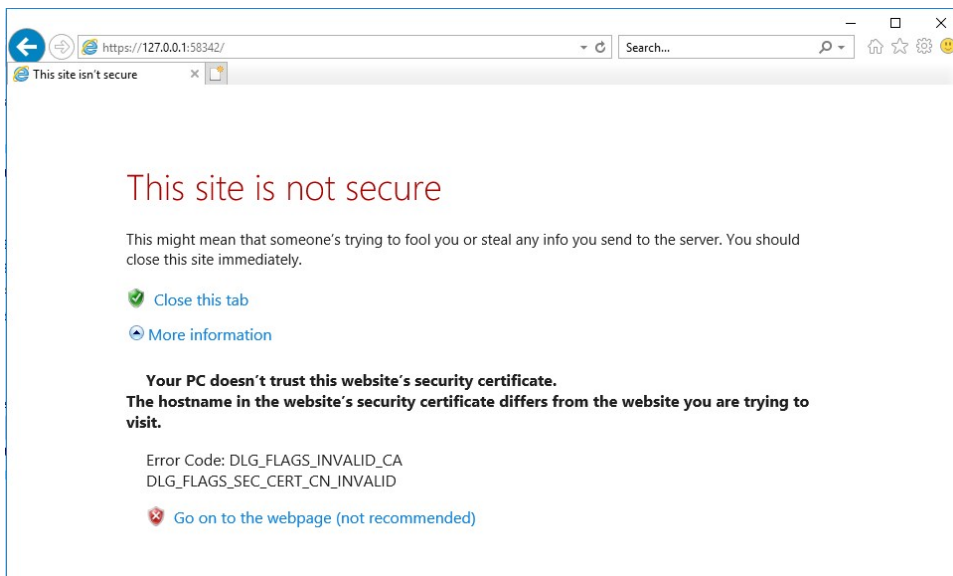 https://127.0.0.1:58342/
Search...
This site isn't secure
This site is not secure
This might mean that someone's trying to fool you or steal any info you send to the server. You should
close this site immediately.
Close this tab
More information
Your PC doesn't trust this website's security certificate.
The hostname in the website's security certificate differs from the website you are trying to
visit.
Error Code: DLG_FLAGS_INVALID_CA
DLG_FLAGS_SEC_CERT_CN_INVALID
Go on to the webpage (not recommended)